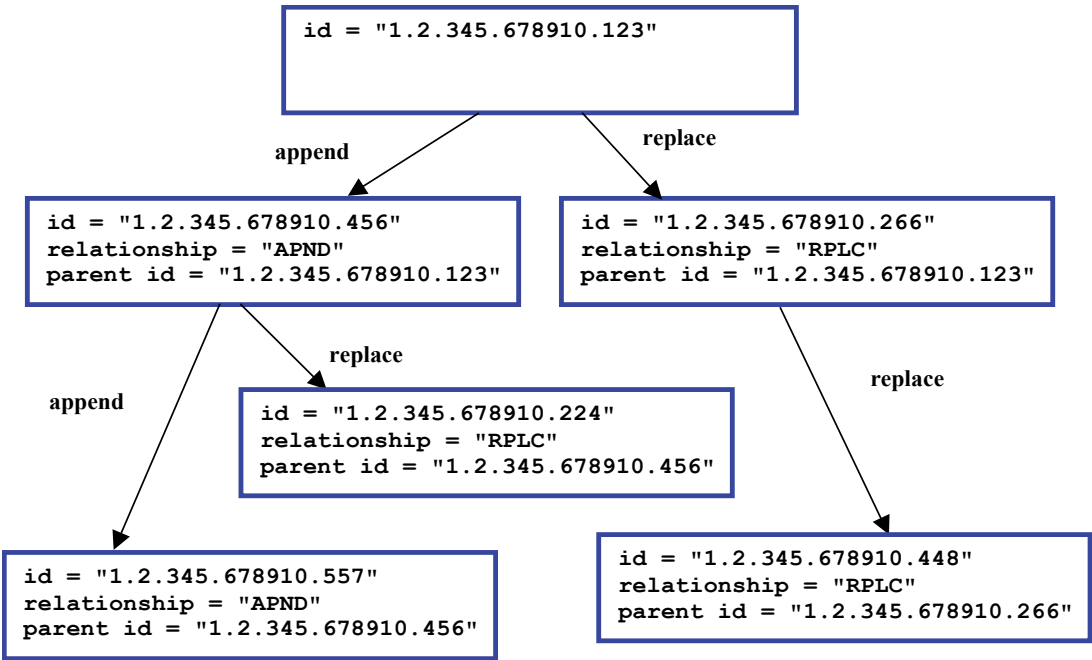 id = "1.2.345.678910.123"
append
replace
id = "1.2.345.678910.456"
relationship = "APND"
parent id = "1.2.345.678910.123"
id = "1.2.345.678910.266"
relationship = "RPLC"
parent id = "1.2.345.678910.123"
append
replace
replace
id = "1.2.345.678910.224"
relationship = "RPLC"
parent id = "1.2.345.678910.456"
id = "1.2.345.678910.557"
relationship = "APND"
parent id = "1.2.345.678910.456"
id = "1.2.345.678910.448"
relationship = "RPLC"
parent id = "1.2.345.678910.266"